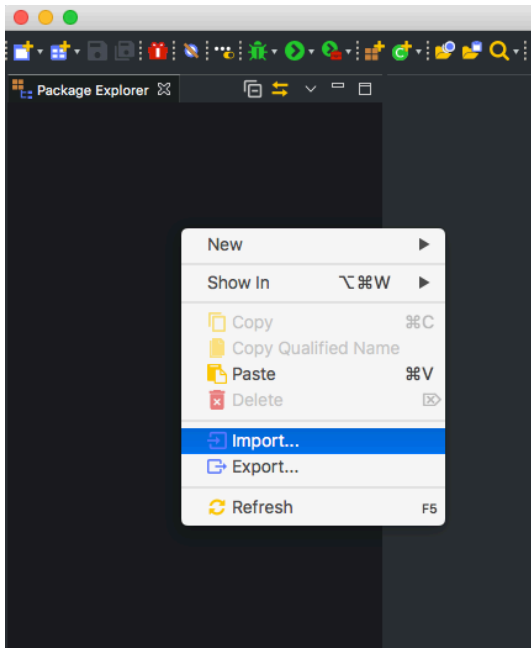 Package Explorer
New
Show In ⌥⌘W
Copy ⌘C
Copy Qualified Name
Paste ⌘V
Delete ⌦
Import...
Export...
Refresh F5